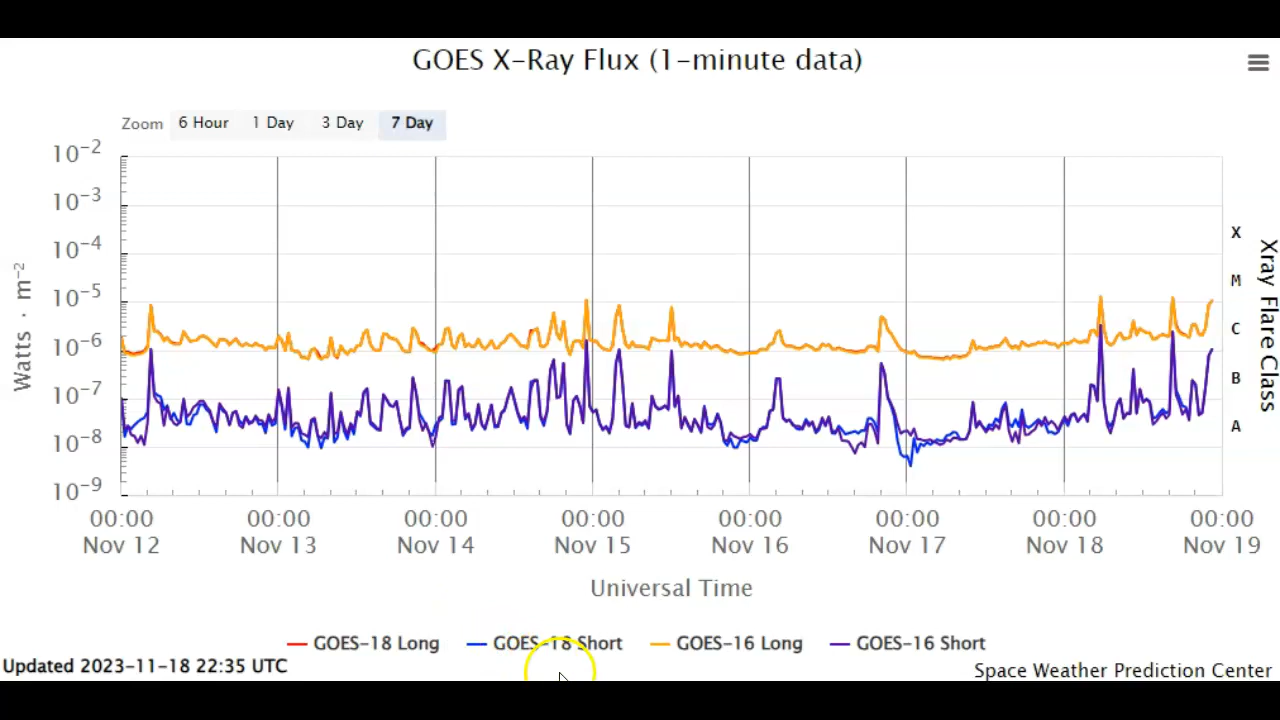 GOES X-Ray Flux (1-minute data)
Zoom 6 Hour 1 Day 3 Day 7 Day
10⁻²
10⁻³
10⁻⁴
10⁻⁵
10⁻⁶
10⁻⁷
10⁻⁸
10⁻⁹
Watts · m⁻²
X
M
C
B
A
Xray Flare Class
00:00 00:00 00:00 00:00 00:00 00:00 00:00 00:00
Nov 12 Nov 13 Nov 14 Nov 15 Nov 16 Nov 17 Nov 18 Nov 19
Universal Time
GOES-18 Long GOES-18 Short GOES-16 Long GOES-16 Short
Updated 2023-11-18 22:35 UTC
Space Weather Prediction Center